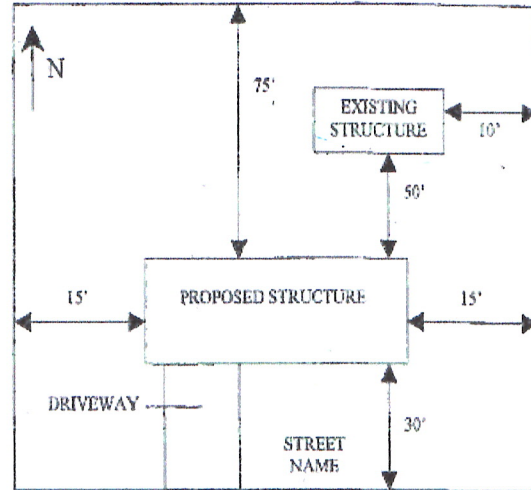 N
75'
EXISTING
STRUCTURE
10'
50'
15'
PROPOSED STRUCTURE
15'
DRIVEWAY
30'
STREET
NAME